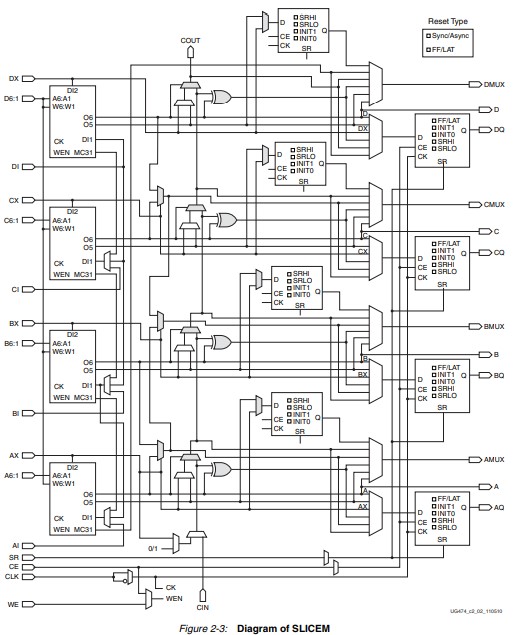 Reset Type
Sync/Async
FF/LAT
D
SRHI
SRLO
INIT1
INIT0
Q
CE
CK
SR
COUT
DX
DI2
D6:1
A6:A1
W6:W1
O6
O5
CK
DI1
WEN MC31
DMUX
D
DX
D
DQ
D
CE
CK
FF/LAT
INIT1
INIT0
SRHI
SRLO
Q
SR
DI
D
SRHI
SRLO
INIT1
INIT0
Q
CE
CK
SR
CX
DI2
C6:1
A6:A1
W6:W1
O6
O5
CK
DI1
WEN MC31
CMUX
C
CX
C
CQ
D
CE
CK
FF/LAT
INIT1
INIT0
SRHI
SRLO
Q
SR
CI
D
SRHI
SRLO
INIT1
INIT0
Q
CE
CK
SR
BX
DI2
B6:1
A6:A1
W6:W1
O6
O5
CK
DI1
WEN MC31
BMUX
B
BX
B
BQ
D
CE
CK
FF/LAT
INIT1
INIT0
SRHI
SRLO
Q
SR
BI
D
SRHI
SRLO
INIT1
INIT0
Q
CE
CK
SR
AX
DI2
A6:1
A6:A1
W6:W1
O6
O5
CK
DI1
WEN MC31
AMUX
A
AX
A
AQ
D
CE
CK
FF/LAT
INIT1
INIT0
SRHI
SRLO
Q
SR
AI
0/1
SR
CE
CLK
CK
WEN
WE
CIN
UG474_c2_02_110510
Figure 2-3: Diagram of SLICEM